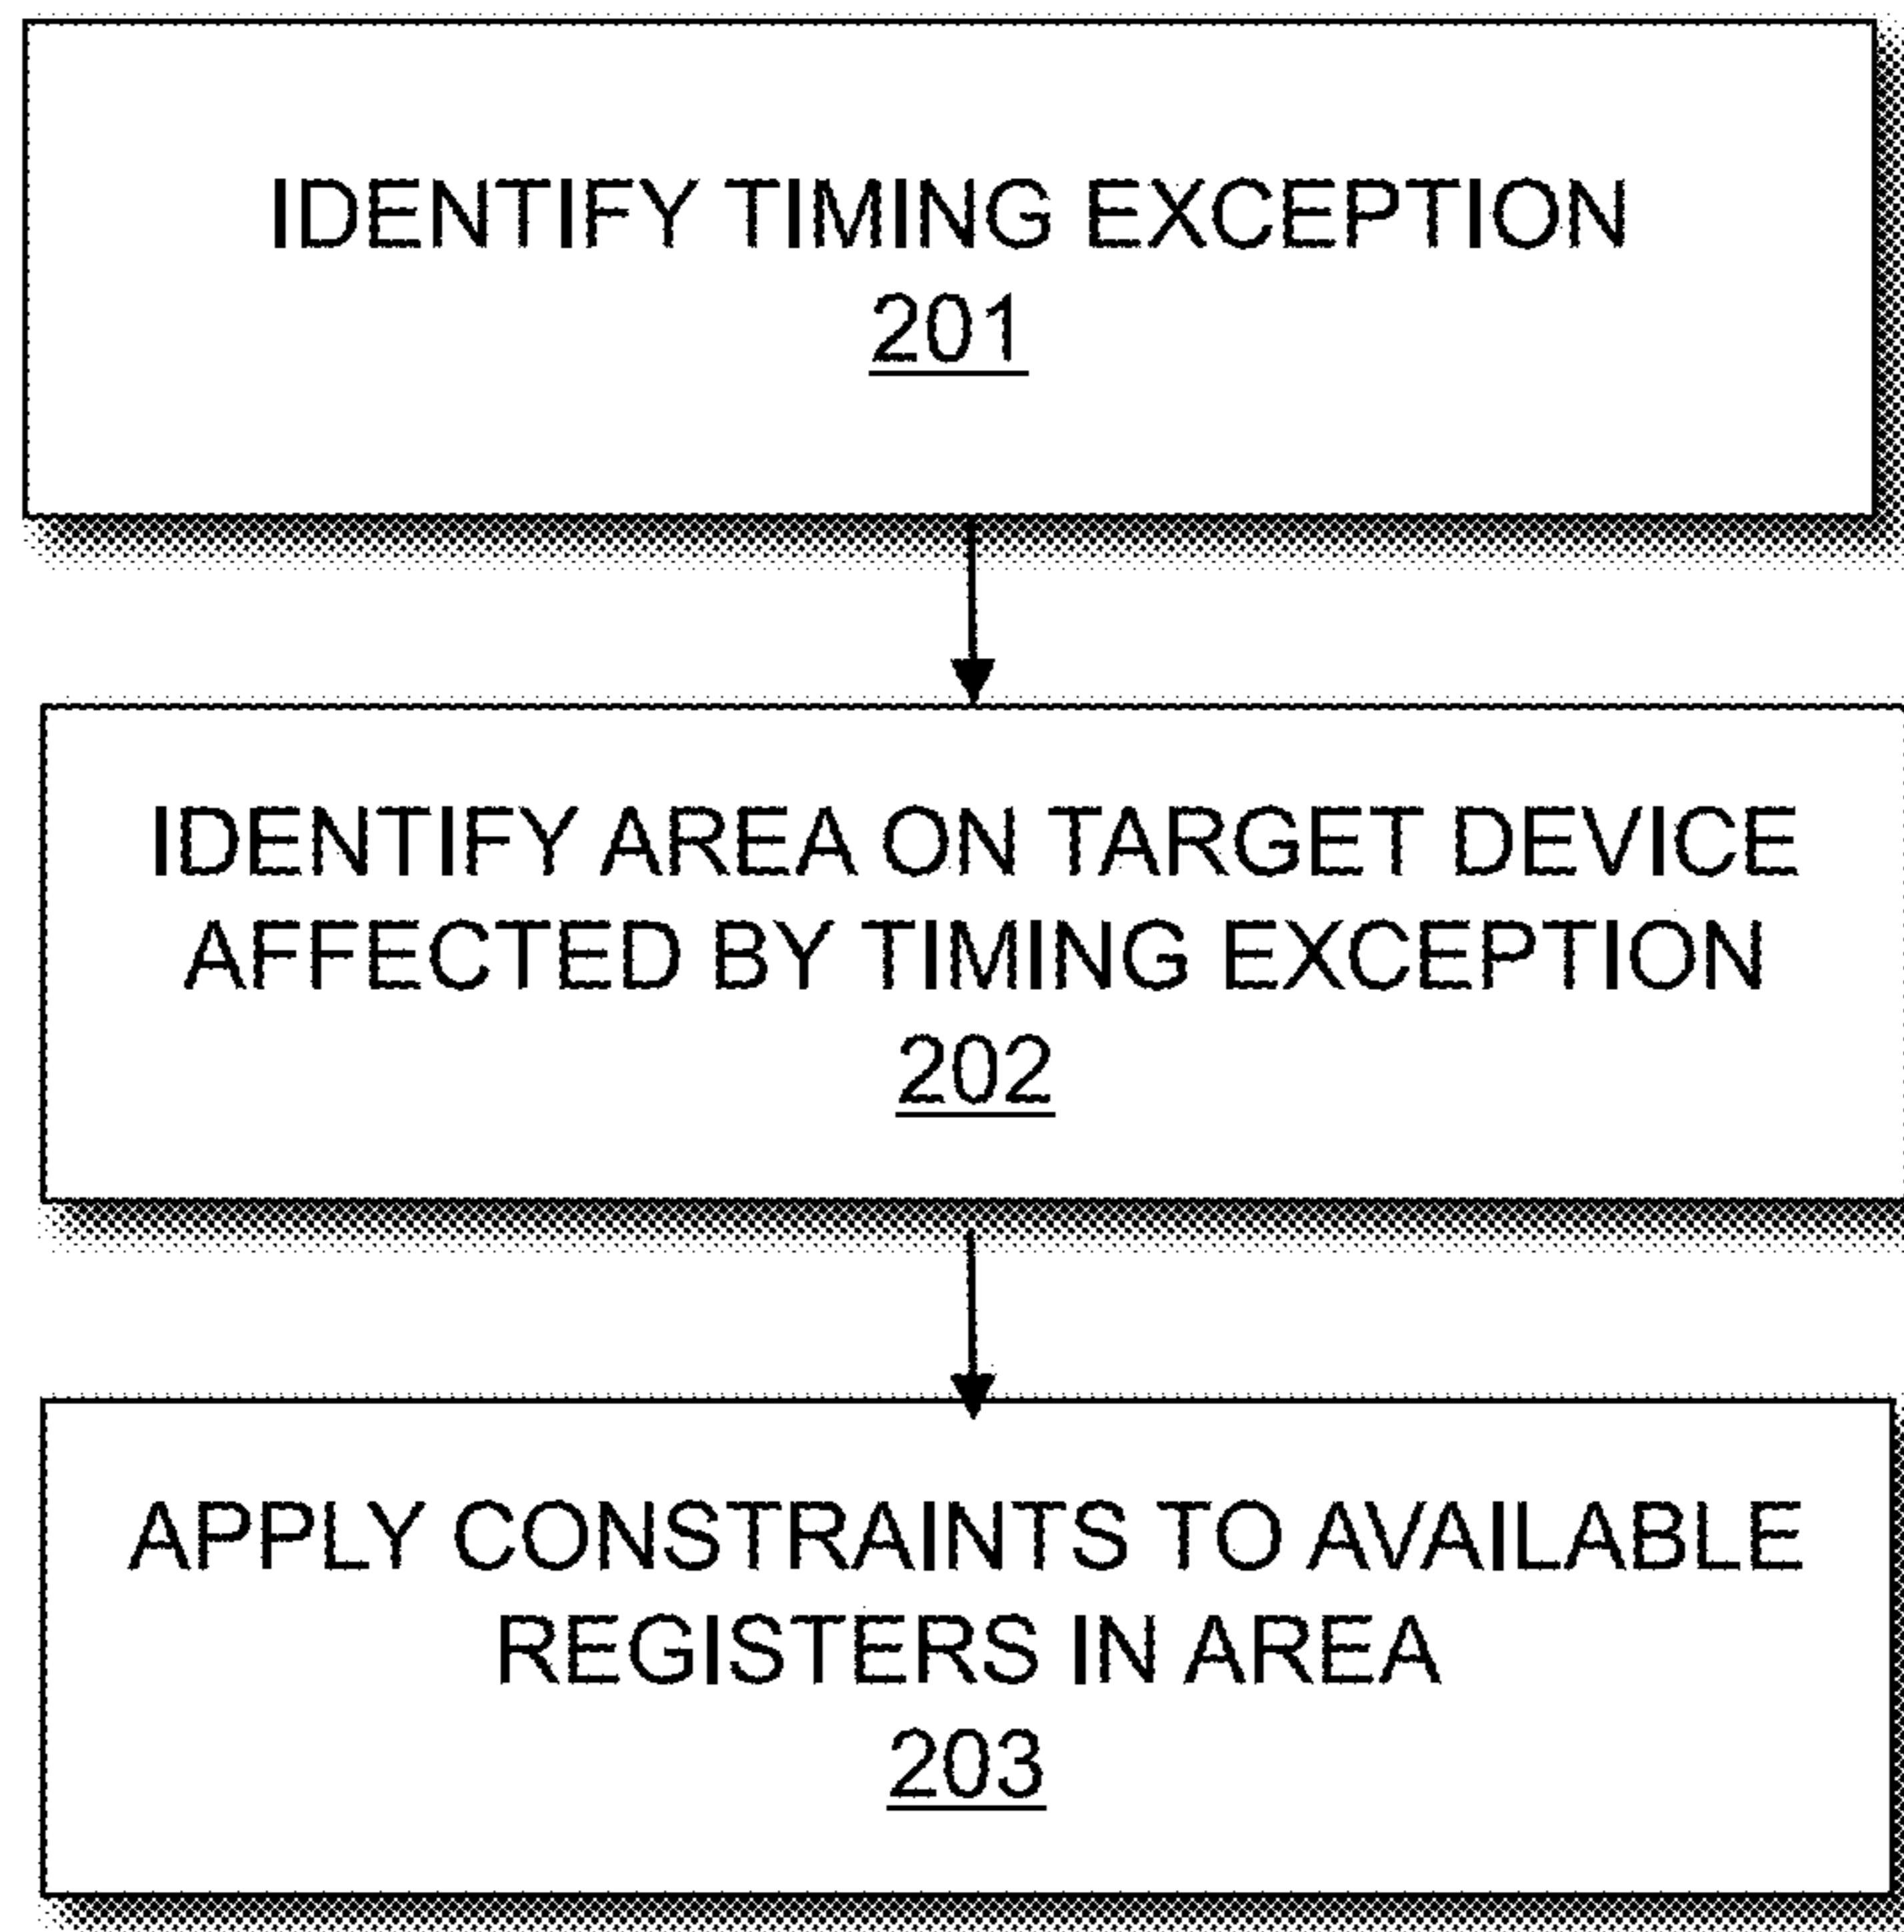 IDENTIFY TIMING EXCEPTION
201
IDENTIFY AREA ON TARGET DEVICE
AFFECTED BY TIMING EXCEPTION
202
APPLY CONSTRAINTS TO AVAILABLE
REGISTERS IN AREA
203